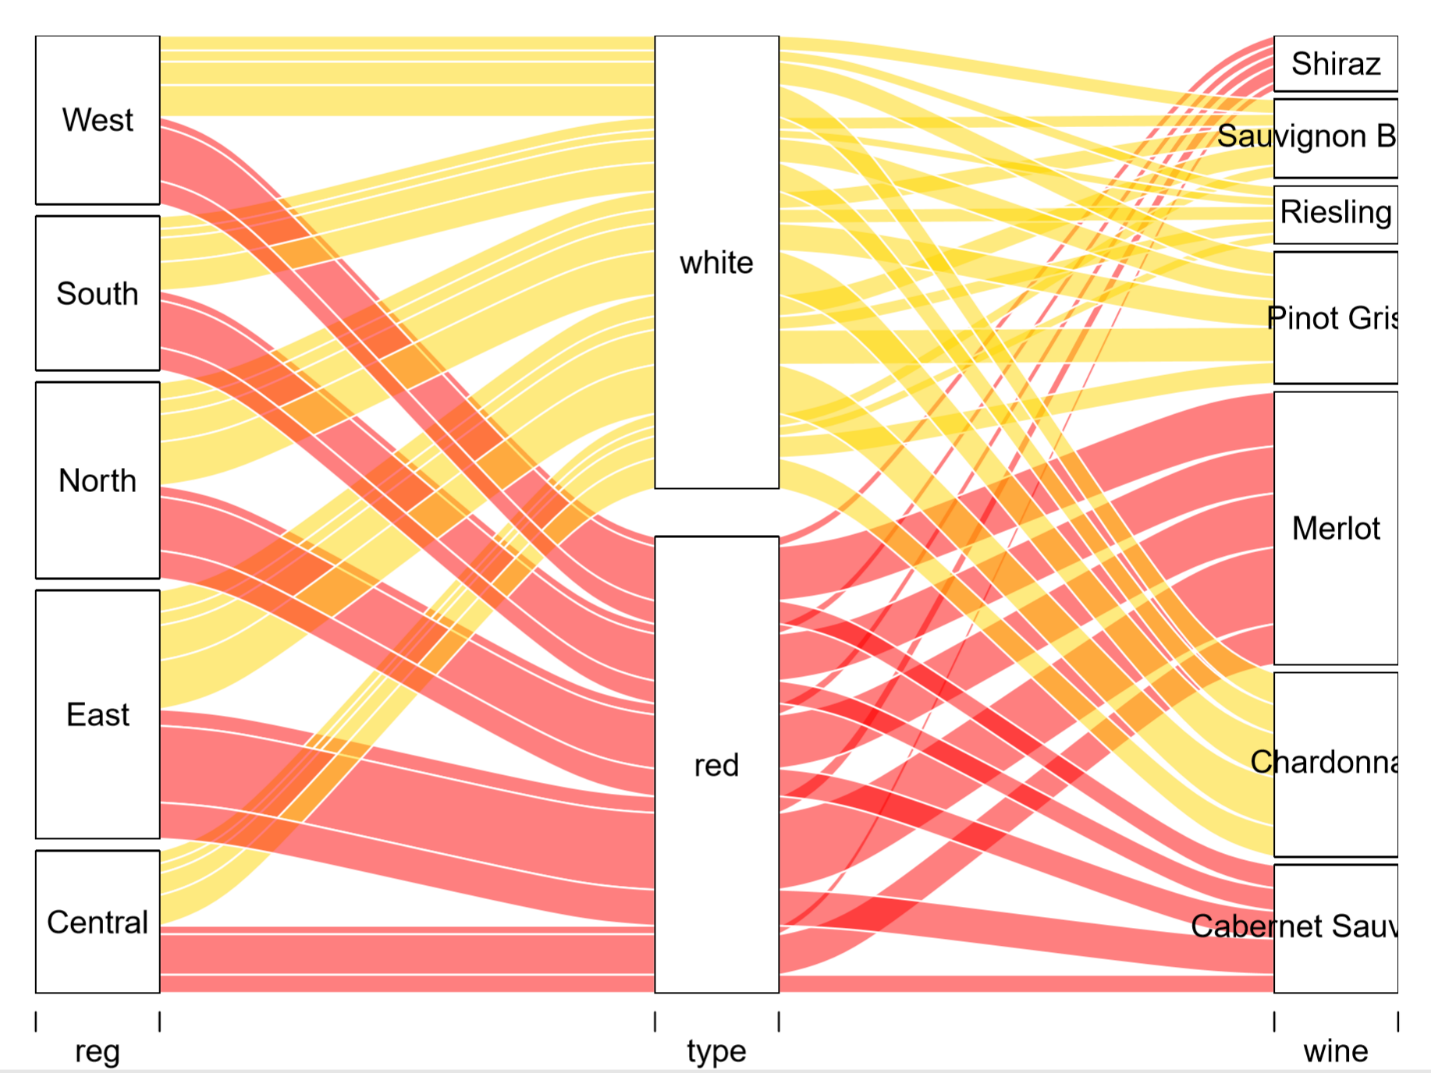 West
South
North
East
Central
white
red
Shiraz
Sauvignon B
Riesling
Pinot Gris
Merlot
Chardonna
Cabernet Sauv
reg
type
wine